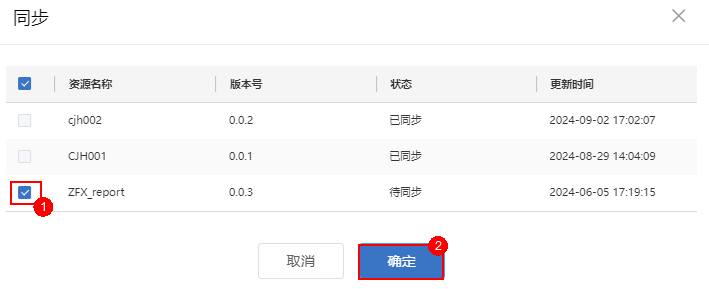 同步
资源名称 版本号 状态 更新时间
cjh002 0.0.2 已同步 2024-09-02 17:02:07
CJH001 0.0.1 已同步 2024-08-29 14:04:09
ZFX_report 0.0.3 待同步 2024-06-05 17:19:15
1
2
取消 确定